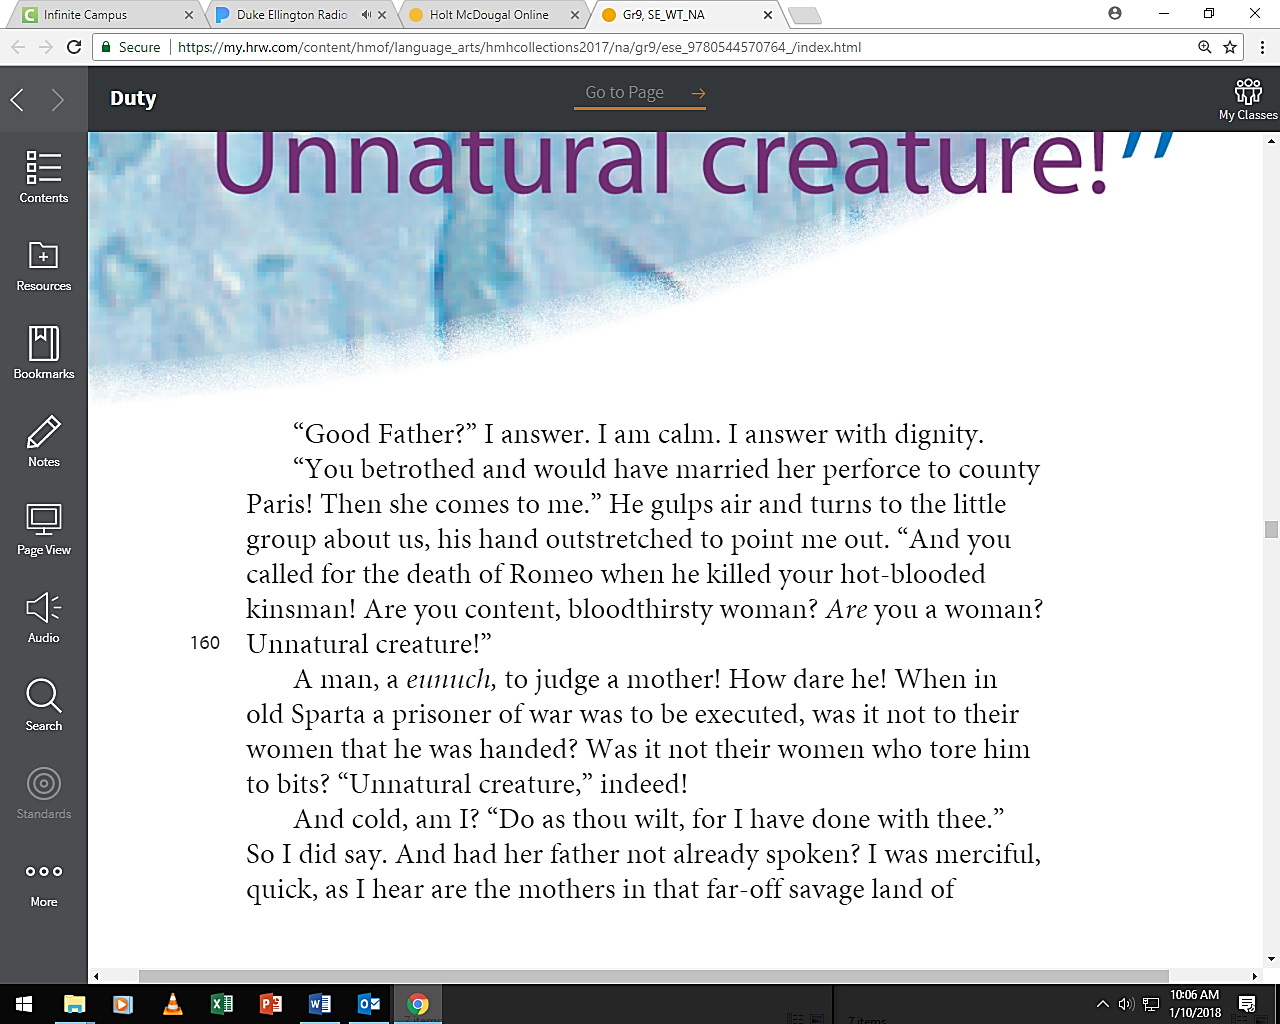 Infinite Campus
Duke Ellington Radio
Holt McDougal Online
Gr9, SE_WT_NA
Secure
https://my.hrw.com/content/hmof/language_arts/hmhcollections2017/na/gr9/ese_9780544570764_/index.html
Duty
Go to Page
My Classes
Contents
Resources
Bookmarks
Notes
Page View
Audio
Search
Standards
More
Unnatural creature!”
“Good Father?” I answer. I am calm. I answer with dignity.
“You betrothed and would have married her perforce to county
Paris! Then she comes to me.” He gulps air and turns to the little
group about us, his hand outstretched to point me out. “And you
called for the death of Romeo when he killed your hot-blooded
kinsman! Are you content, bloodthirsty woman? Are you a woman?
160 Unnatural creature!”
A man, a eunuch, to judge a mother! How dare he! When in
old Sparta a prisoner of war was to be executed, was it not to their
women that he was handed? Was it not their women who tore him
to bits? “Unnatural creature,” indeed!
And cold, am I? “Do as thou wilt, for I have done with thee.”
So I did say. And had her father not already spoken? I was merciful,
quick, as I hear are the mothers in that far-off savage land of
7 items
7 items
10:06 AM
1/10/2018